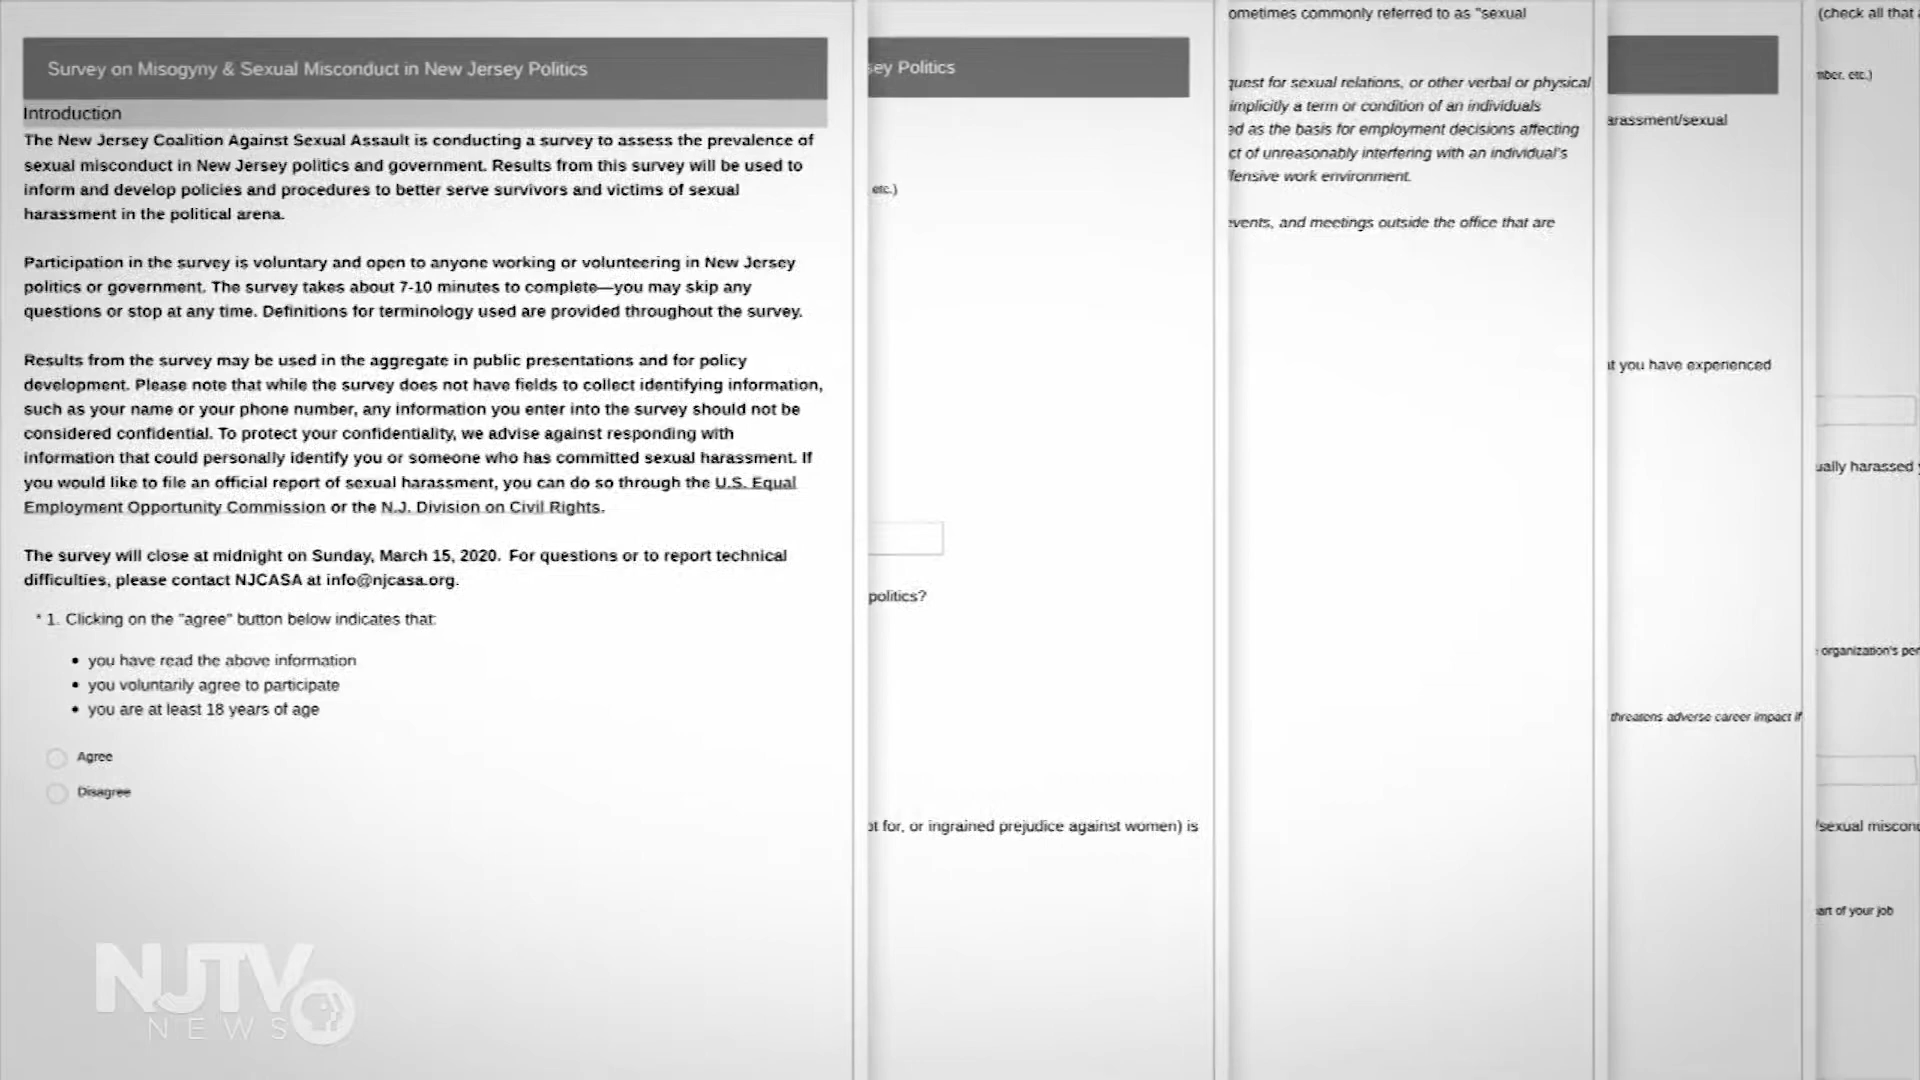 Survey on Misogyny & Sexual Misconduct in New Jersey Politics
Introduction
The New Jersey Coalition Against Sexual Assault is conducting a survey to assess the prevalence of
sexual misconduct in New Jersey politics and government. Results from this survey will be used to
inform and develop policies and procedures to better serve survivors and victims of sexual
harassment in the political arena.
Participation in the survey is voluntary and open to anyone working or volunteering in New Jersey
politics or government. The survey takes about 7-10 minutes to complete—you may skip any
questions or stop at any time. Definitions for terminology used are provided throughout the survey.
Results from the survey may be used in the aggregate in public presentations and for policy
development. Please note that while the survey does not have fields to collect identifying information,
such as your name or your phone number, any information you enter into the survey should not be
considered confidential. To protect your confidentiality, we advise against responding with
information that could personally identify you or someone who has committed sexual harassment. If
you would like to file an official report of sexual harassment, you can do so through the U.S. Equal
Employment Opportunity Commission or the N.J. Division on Civil Rights.
The survey will close at midnight on Sunday, March 15, 2020. For questions or to report technical
difficulties, please contact NJCASA at info@njcasa.org.
* 1. Clicking on the "agree" button below indicates that:
• you have read the above information
• you voluntarily agree to participate
• you are at least 18 years of age
Agree
Disagree
NJTV
NEWS
sey Politics
etc.)
politics?
pt for, or ingrained prejudice against women) is
ometimes commonly referred to as "sexual
quest for sexual relations, or other verbal or physical
implicitly a term or condition of an individuals
ed as the basis for employment decisions affecting
ct of unreasonably interfering with an individual's
ffensive work environment.
events, and meetings outside the office that are
arassment/sexual
at you have experienced
threatens adverse career impact if
(check all that a
mber, etc.)
ually harassed y
organization's per
/sexual miscond
art of your job